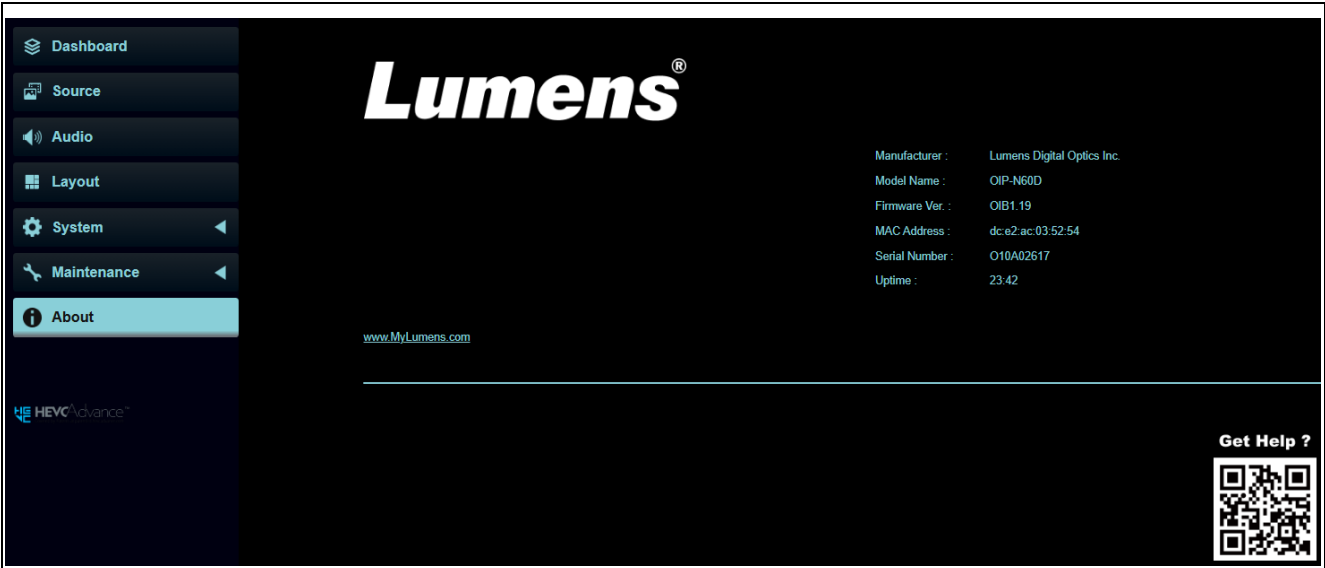 Dashboard
Source
Audio
Layout
System
Maintenance
About
HEVC Advance™
Lumens®
Manufacturer : Lumens Digital Optics Inc.
Model Name : OIP-N60D
Firmware Ver. : OIB1.19
MAC Address : dc:e2:ac:03:52:54
Serial Number : O10A02617
Uptime : 23:42
www.MyLumens.com
Get Help ?